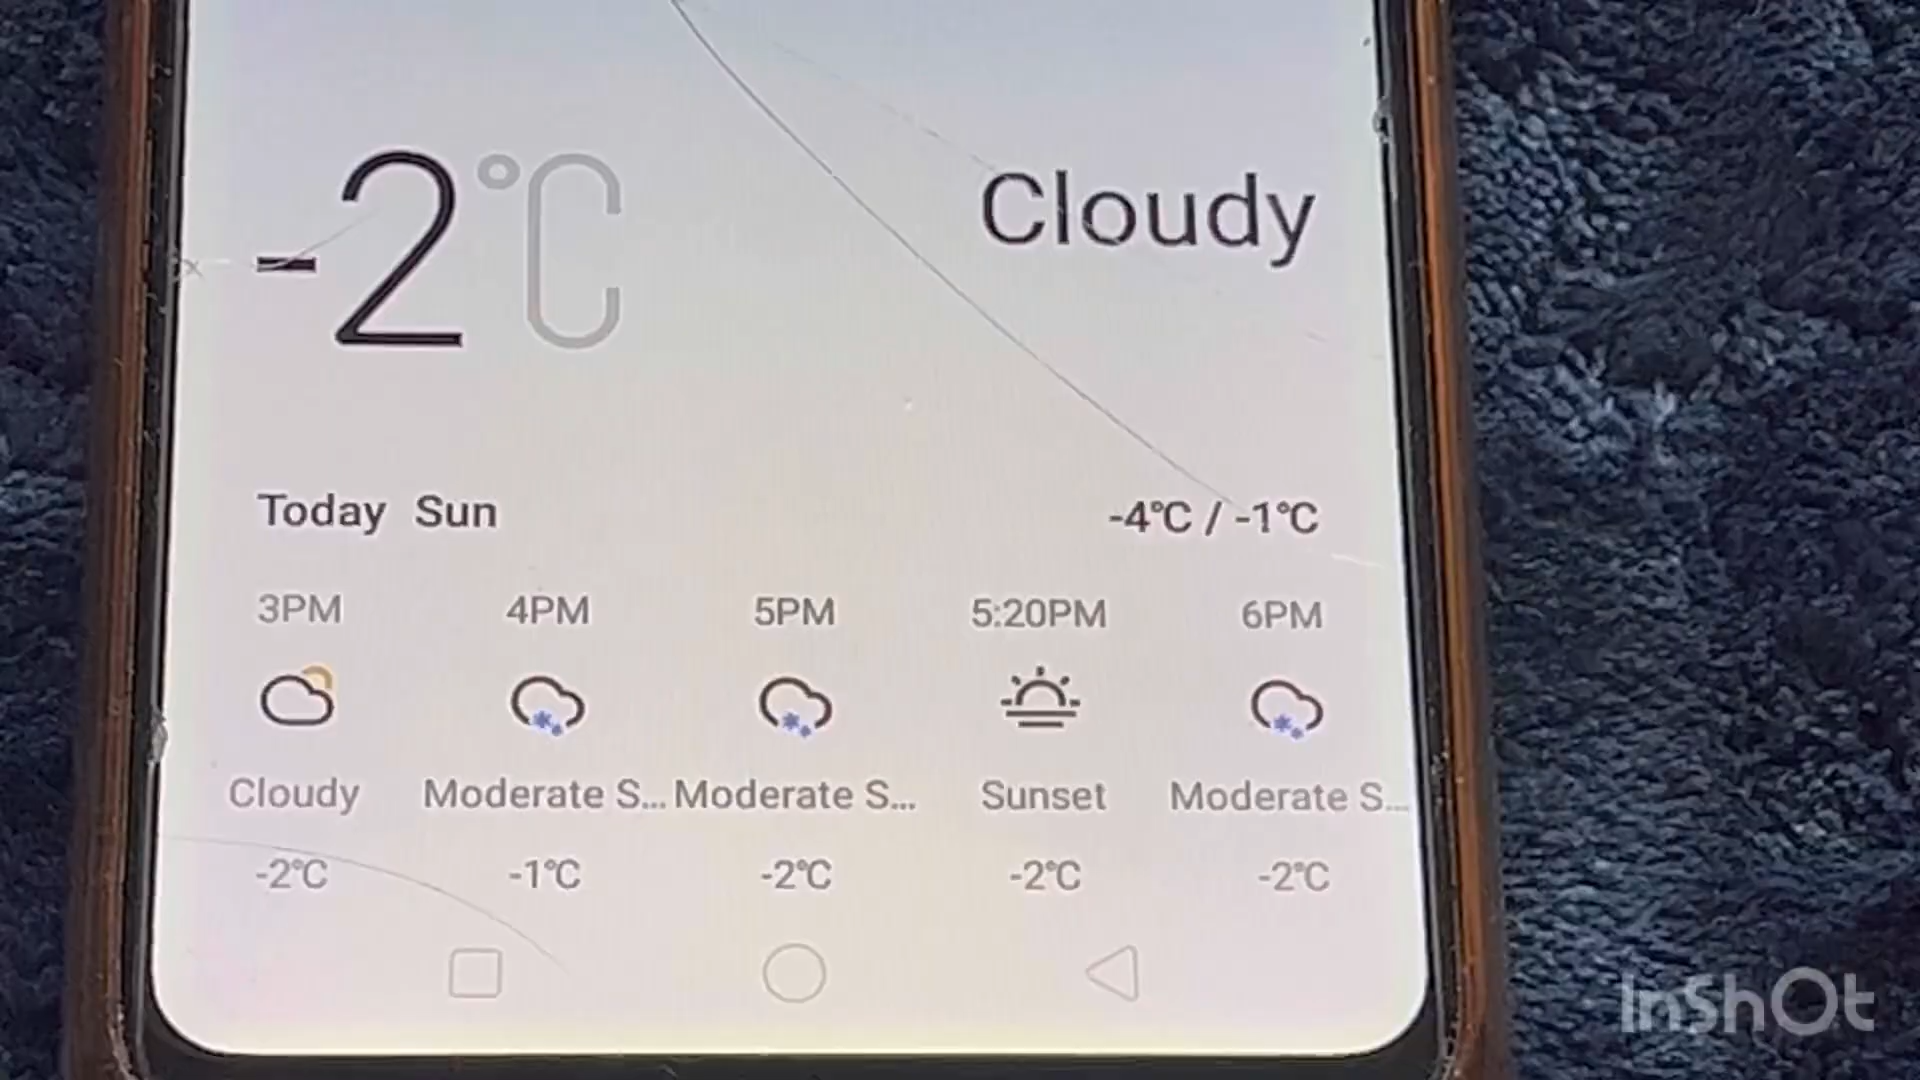 -2°C
Cloudy
Today Sun
-4°C / -1°C
3PM 4PM 5PM 5:20PM 6PM
Cloudy Moderate S... Moderate S... Sunset Moderate S...
-2°C -1°C -2°C -2°C -2°C
InShOt